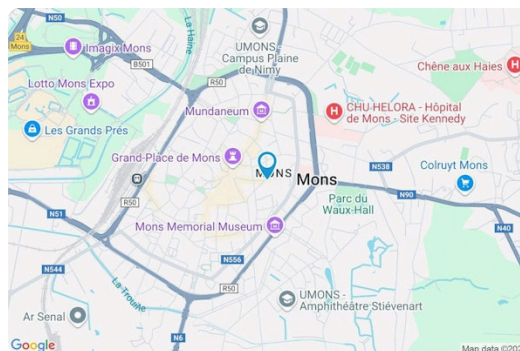 N50
La Haine
UMONS -
Campus Plaine
de Nimy
24
Mons
Imagix Mons
B501
R50
Chêne aux Haies
Lotto Mons Expo
Mundaneum
CHU HELORA - Hôpital
de Mons - Site Kennedy
Les Grands Prés
Grand-Place de Mons
N538
Colruyt Mons
MONS
Mons
R50
N90
Parc du
Waux-Hall
N51
Mons Memorial Museum
N40
N556
N544
La Trouille
R50
UMONS -
Amphithéâtre Stiévenart
Ar Senal
N6
Google
Map data ©202